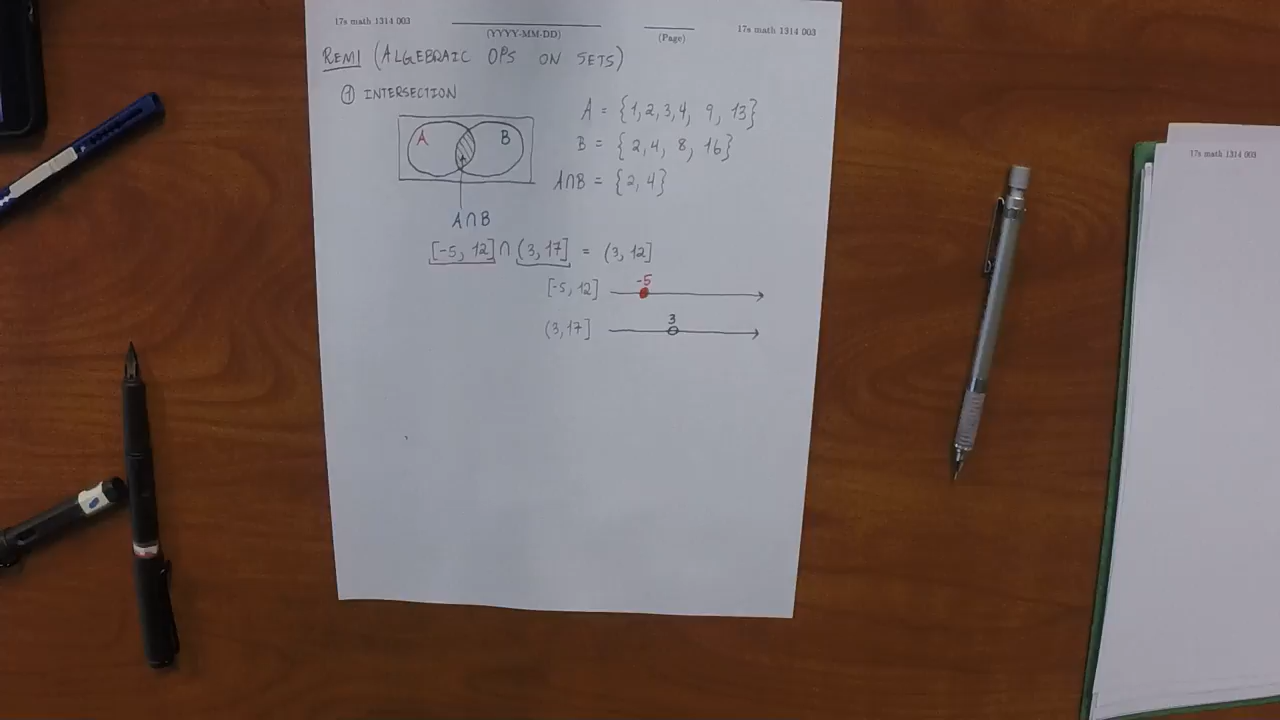 17s math 1314 003 (YYYY-MM-DD) (Page) 17s math 1314 003
REM1 (ALGEBRAIC OPS ON SETS)
① INTERSECTION
A B
A∩B
A = {1, 2, 3, 4, 9, 13}
B = {2, 4, 8, 16}
A∩B = {2, 4}
[-5, 12] ∩ (3, 17] = (3, 12]
[-5, 12] -5
(3, 17] 3
17s math 1314 003